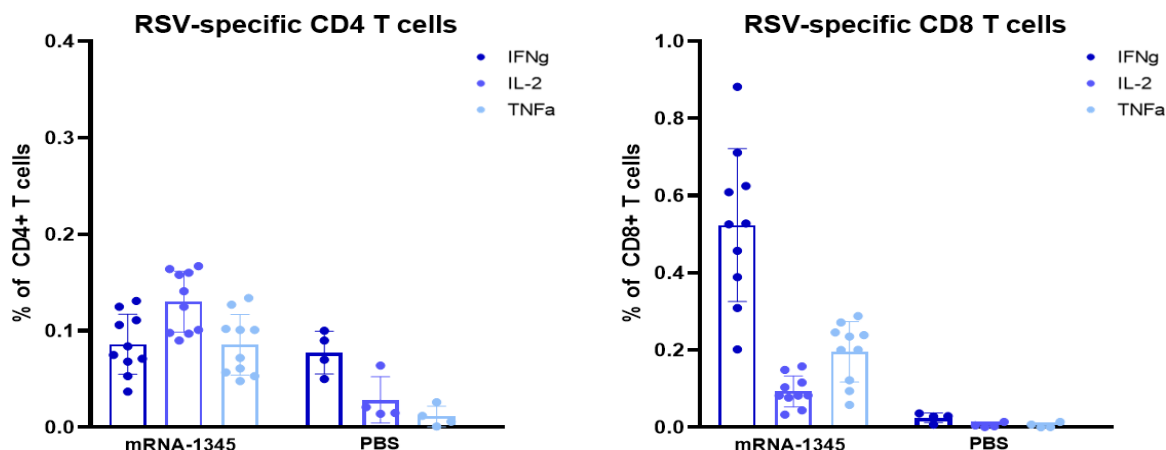 RSV-specific CD4 T cells
% of CD4+ T cells
0.4
0.3
0.2
0.1
0.0
IFNg
IL-2
TNFa
mRNA-1345
PBS
RSV-specific CD8 T cells
% of CD8+ T cells
1.0
0.8
0.6
0.4
0.2
0.0
IFNg
IL-2
TNFa
mRNA-1345
PBS